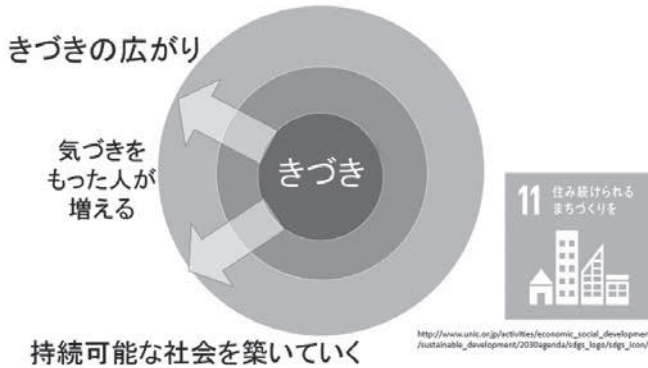 きづきの広がり
気づきを
もった人が
増える
きづき
11 住み続けられる
まちづくりを
http://www.unic.or.jp/activities/economic_social_development
/sustainable_development/2030agenda/sdgs_logo/sdgs_icon/
持続可能な社会を築いていく